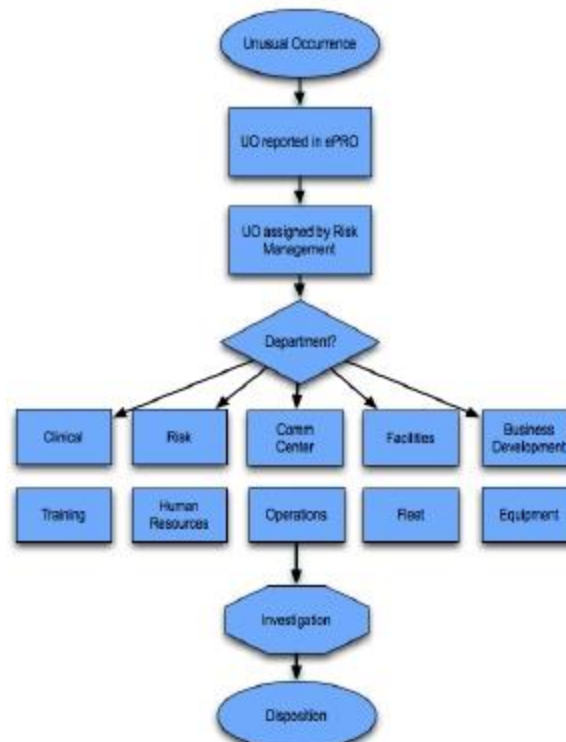 Unusual Occurrence
UO reported in ePRO
UO assigned by Risk
Management
Department?
Clinical
Risk
Comm
Center
Facilities
Business
Development
Training
Human
Resources
Operations
Fleet
Equipment
Investigation
Disposition